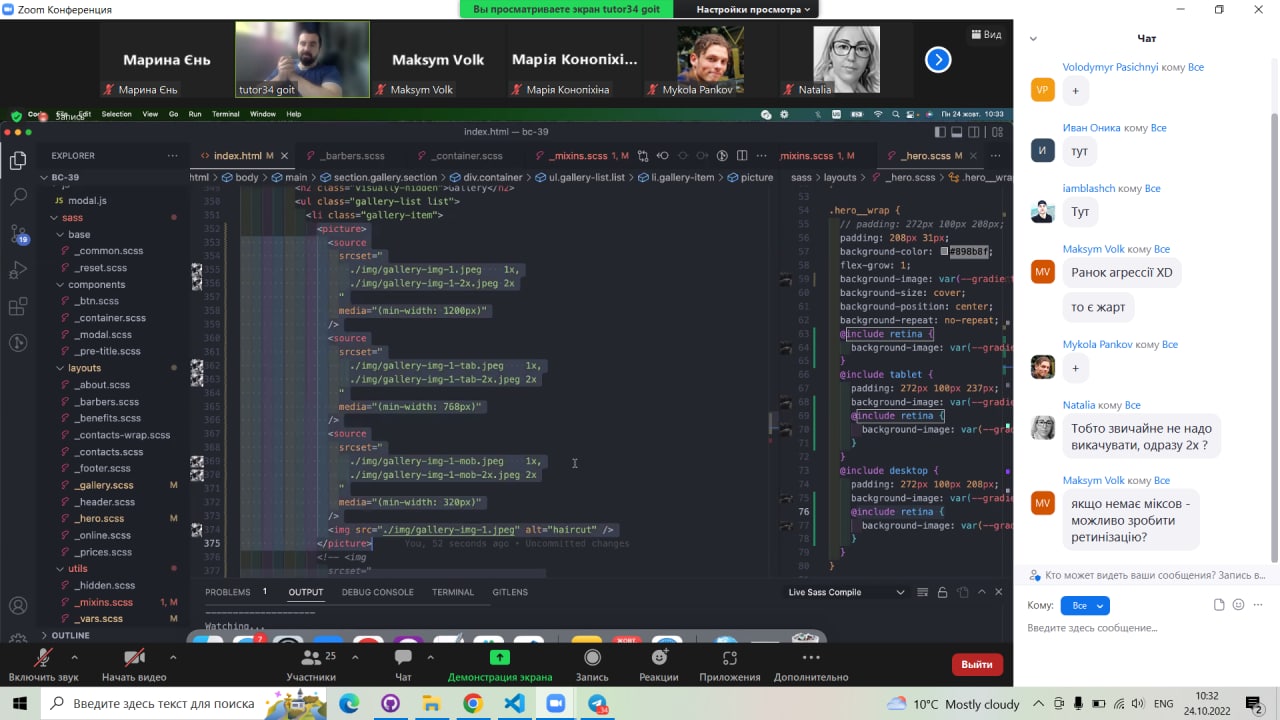 Zoom Конференция
Вы просматриваете экран tutor34 goit
Настройки просмотра
Марина Єнь
Maksym Volk
Марія Конопіхі...
Вид
Марина Єнь
tutor34 goit
Maksym Volk
Марія Конопіхіна
Mykola Pankov
Natalia
Запись
Selection View Go Run Terminal Window Help
US
Пн 24 жовт. 10:33
index.html — bc-39
EXPLORER
BC-39
modal.js
sass
base
_common.scss
_reset.scss
components
_btn.scss
_container.scss
_modal.scss
_pre-title.scss
layouts
_about.scss
_barbers.scss
_benefits.scss
_contacts-wrap.scss
_contacts.scss
_footer.scss
_gallery.scss M
_header.scss
_hero.scss M
_online.scss
_prices.scss
utils
_hidden.scss
_mixins.scss 1, M
_vars.scss M
OUTLINE
19
index.html M
_barbers.scss
_container.scss
_mixins.scss 1, M
html > body > main > section.gallery.section > div.container > ul.gallery-list.list > li.gallery-item > picture
349 <h2 class="visually-hidden">Gallery</h2>
350 <ul class="gallery-list list">
351 <li class="gallery-item">
352 <picture>
353 <source
354 srcset="
355 ./img/gallery-img-1.jpeg 1x,
356 ./img/gallery-img-1-2x.jpeg 2x
357 "
358 media="(min-width: 1200px)"
359 />
360 <source
361 srcset="
362 ./img/gallery-img-1-tab.jpeg 1x,
363 ./img/gallery-img-1-tab-2x.jpeg 2x
364 "
365 media="(min-width: 768px)"
366 />
367 <source
368 srcset="
369 ./img/gallery-img-1-mob.jpeg 1x,
370 ./img/gallery-img-1-mob-2x.jpeg 2x
371 "
372 media="(min-width: 320px)"
373 />
374 <img src="./img/gallery-img-1.jpeg" alt="haircut" />
375 </picture> You, 52 seconds ago • Uncommitted changes
376 <!-- <img
377 srcset="
_mixins.scss 1, M
_hero.scss M
sass > layouts > _hero.scss > .hero__wra
53
54 .hero__wrap {
55 // padding: 272px 100px 208px;
56 padding: 208px 31px;
57 background-color: #898b8f;
58 flex-grow: 1;
59 background-image: var(--gradie
60 background-size: cover;
61 background-position: center;
62 background-repeat: no-repeat;
63 @include retina {
64 background-image: var(--grad
65 }
66 @include tablet {
67 padding: 272px 100px 237px;
68 background-image: var(--grad
69 @include retina {
70 background-image: var(--gr
71 }
72 }
73 @include desktop {
74 padding: 272px 100px 208px;
75 background-image: var(--grad
76 @include retina {
77 background-image: var(--gr
78 }
79 }
80 }
PROBLEMS 1 OUTPUT DEBUG CONSOLE TERMINAL GITLENS
Live Sass Compile
--------------------
Watching...
Включить звук
Начать видео
25
Участники
Чат
Демонстрация экрана
Запись
Реакции
Приложения
Дополнительно
Выйти
Чат
Volodymyr Pasichnyi кому Все
VP
+
Иван Оника кому Все
И
тут
iamblashch кому Все
Тут
Maksym Volk кому Все
MV
Ранок агрессії XD
то є жарт
Mykola Pankov кому Все
+
Natalia кому Все
Тобто звичайне не надо
викачувати, одразу 2x ?
Maksym Volk кому Все
MV
якщо немає міксов -
можливо зробити
ретинізацію?
Кто может видеть ваши сообщения? Запись в...
Кому: Все
Введите здесь сообщение...
Введите здесь текст для поиска
10°C Mostly cloudy
ENG
10:32
24.10.2022
2